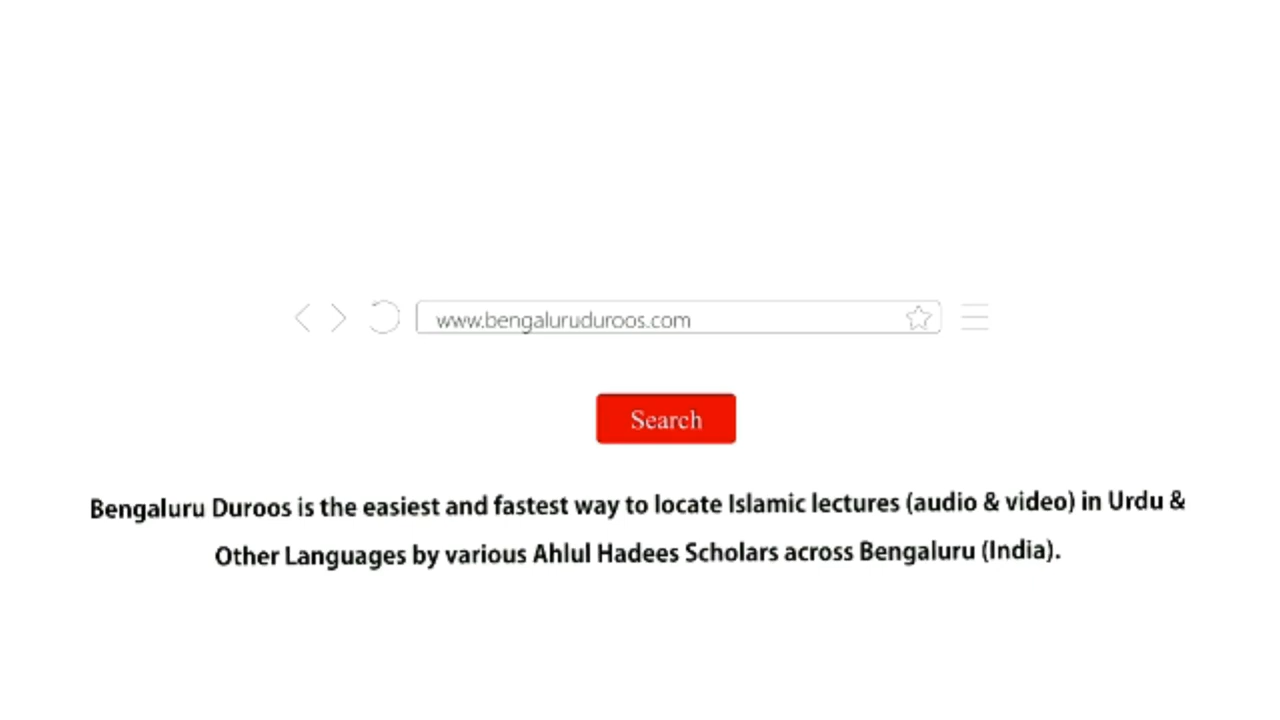 www.bengaluruduroos.com
Search
Bengaluru Duroos is the easiest and fastest way to locate Islamic lectures (audio & video) in Urdu &
Other Languages by various Ahlul Hadees Scholars across Bengaluru (India).